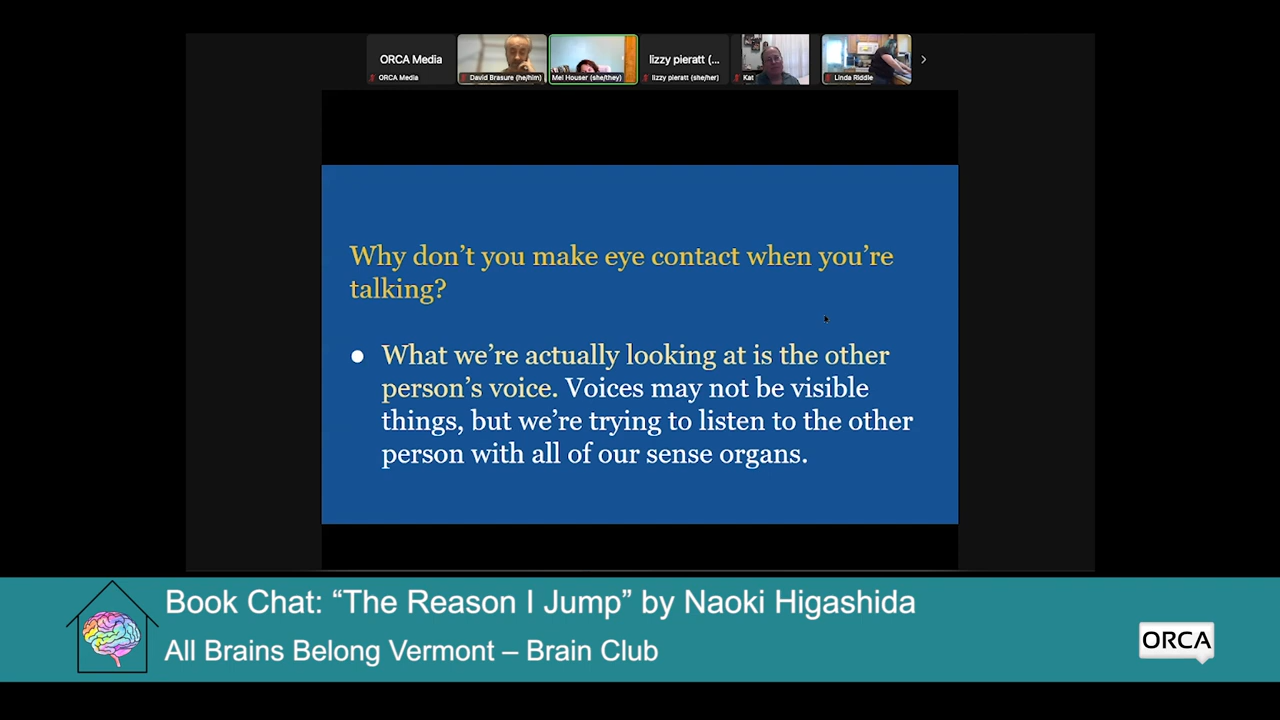 ORCA Media
lizzy pieratt (...
ORCA Media
David Brasure (he/him)
Mel Houser (she/they)
lizzy pieratt (she/her)
Kat
Linda Riddle
Why don’t you make eye contact when you’re
talking?
● What we’re actually looking at is the other
person’s voice. Voices may not be visible
things, but we’re trying to listen to the other
person with all of our sense organs.
Book Chat: “The Reason I Jump” by Naoki Higashida
All Brains Belong Vermont – Brain Club
ORCA